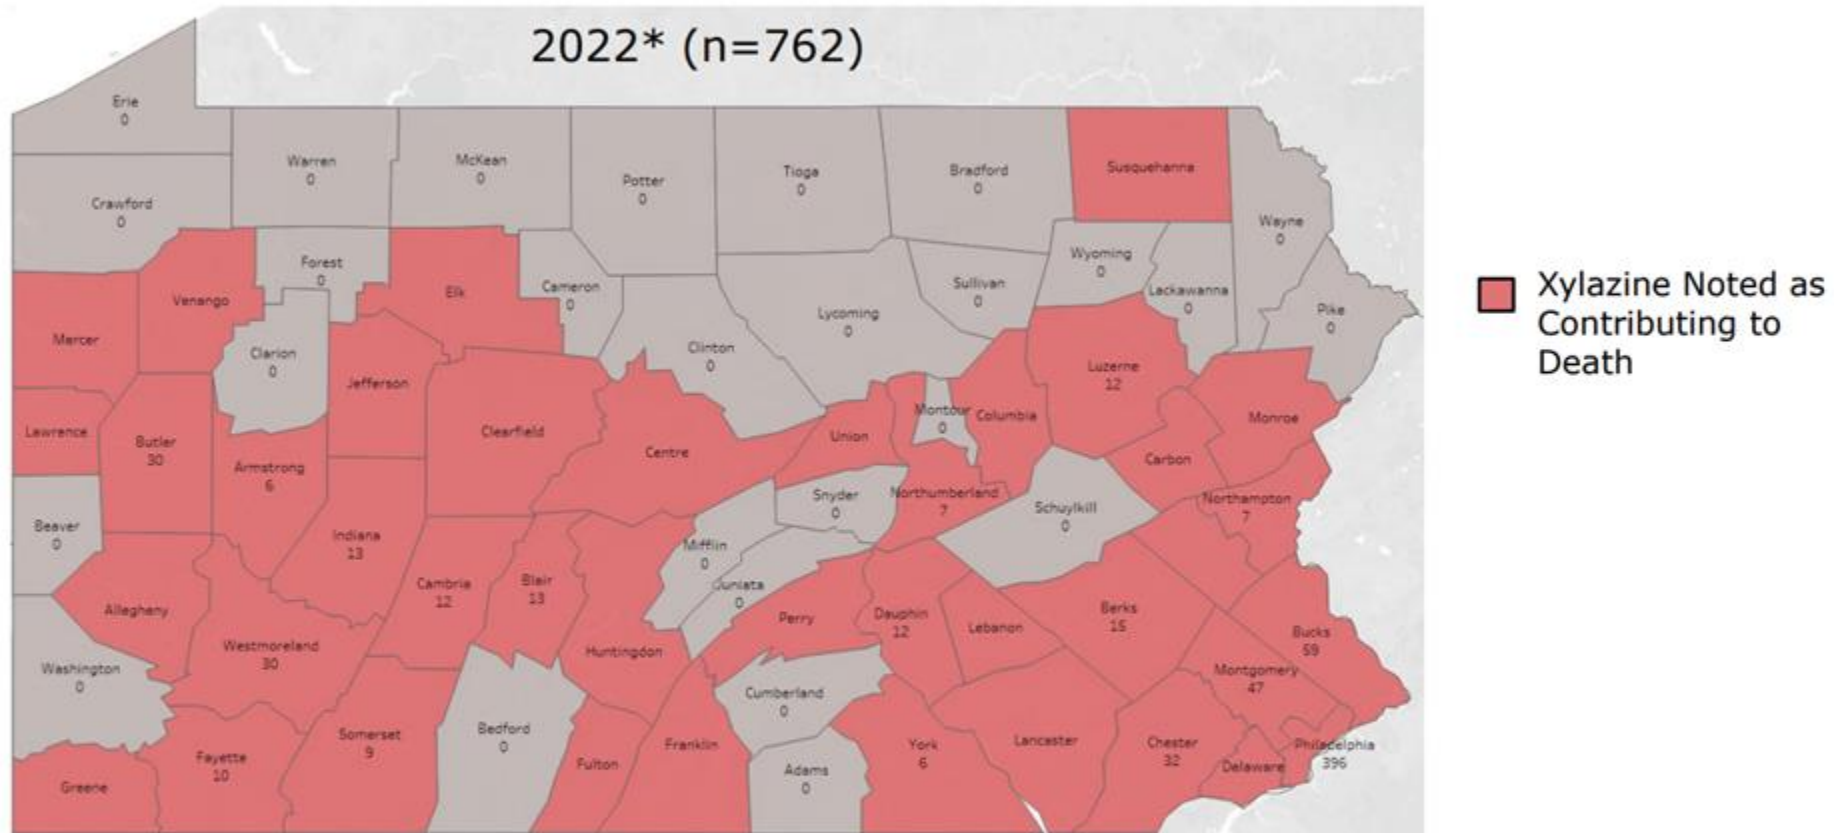 2022* (n=762)
Erie
0
Warren
0
McKean
0
Potter
0
Tioga
0
Bradford
0
Susquehanna
Wayne
0
Crawford
0
Forest
0
Venango
Elk
Cameron
0
Lycoming
0
Sullivan
0
Wyoming
0
Lackawanna
0
Pike
0
Mercer
Clarion
0
Jefferson
Clinton
0
Luzerne
12
Monroe
Lawrence
Butler
30
Armstrong
6
Clearfield
Centre
Union
Montour
0
Columbia
Carbon
Beaver
0
Indiana
13
Snyder
0
Northumberland
7
Schuylkill
0
Northampton
7
Mifflin
0
Juniata
0
Allegheny
Westmoreland
30
Cambria
12
Blair
13
Huntingdon
Perry
Dauphin
12
Lebanon
Berks
15
Bucks
59
Washington
0
Cumberland
0
Montgomery
47
Greene
Fayette
10
Somerset
9
Bedford
0
Fulton
Franklin
Adams
0
York
6
Lancaster
Chester
32
Delaware
Philadelphia
396
Xylazine Noted as
Contributing to
Death